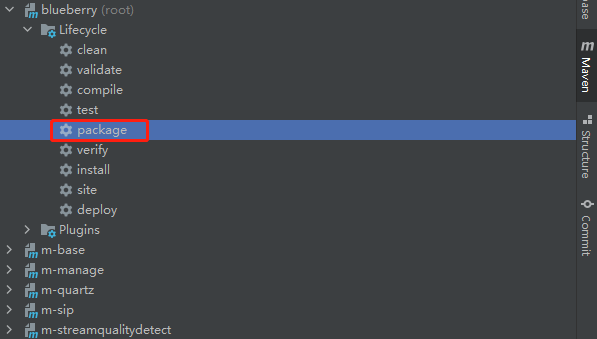 blueberry (root)
Lifecycle
clean
validate
compile
test
package
verify
install
site
deploy
Plugins
m-base
m-manage
m-quartz
m-sip
m-streamqualitydetect
base
m Maven
Structure
Commit